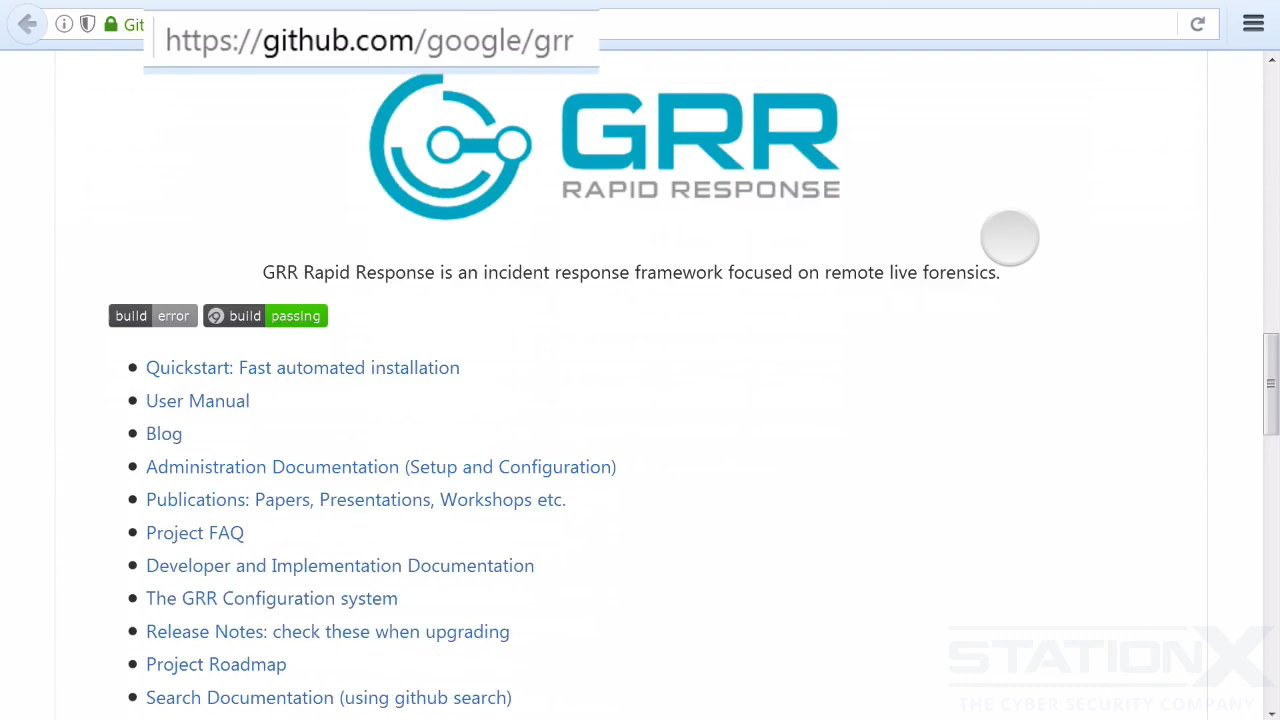 Git
https://github.com/google/grr
GRR
RAPID RESPONSE
GRR Rapid Response is an incident response framework focused on remote live forensics.
build error build passing
Quickstart: Fast automated installation
User Manual
Blog
Administration Documentation (Setup and Configuration)
Publications: Papers, Presentations, Workshops etc.
Project FAQ
Developer and Implementation Documentation
The GRR Configuration system
Release Notes: check these when upgrading
Project Roadmap
Search Documentation (using github search)
STATIONX
THE CYBER SECURITY COMPANY